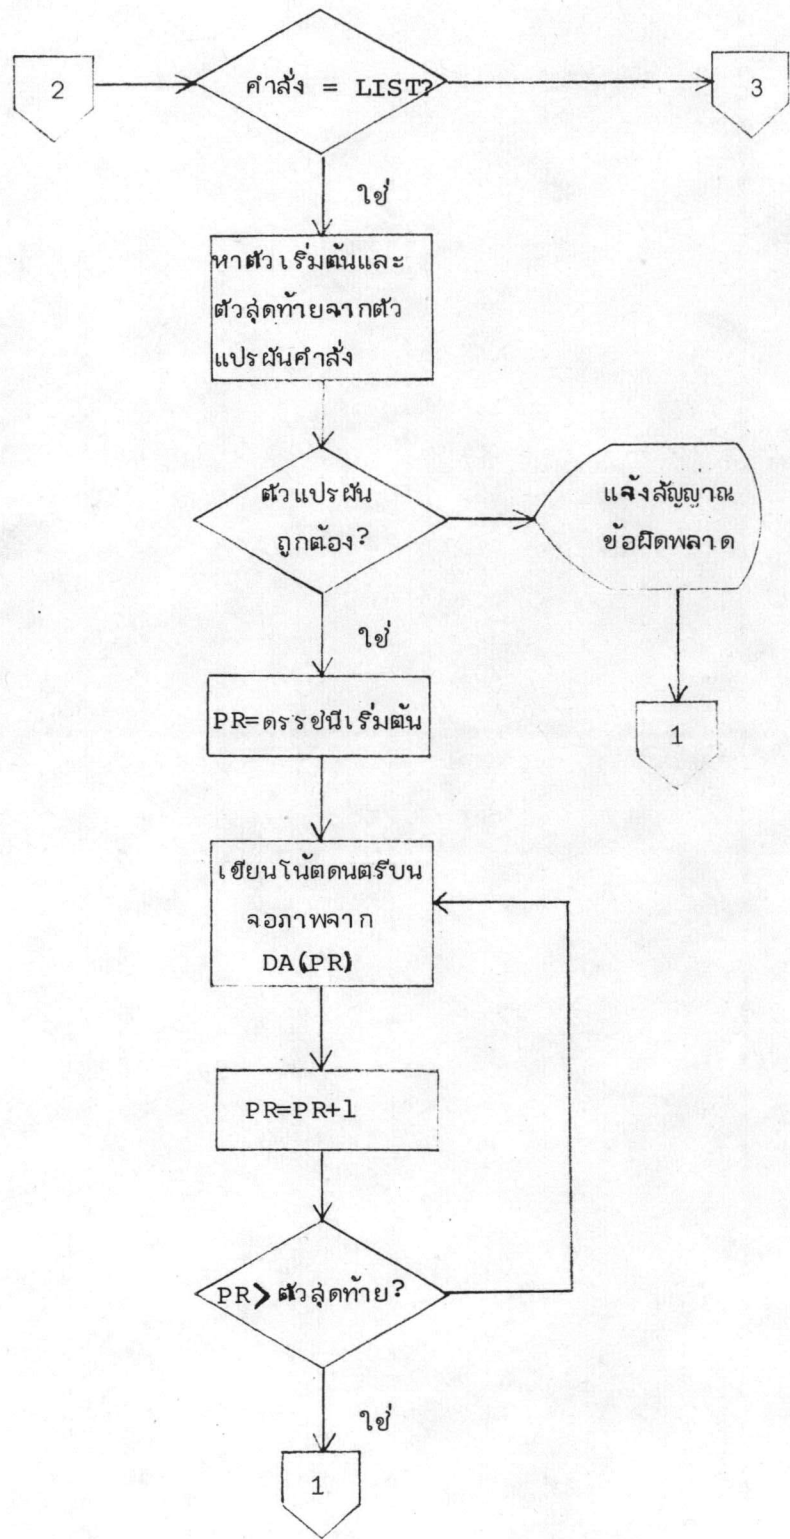 2
คำสั่ง = LIST?
3
ใช่
หาตัวเริ่มต้นและ
ตัวสุดท้ายจากตัว
แปรผันคำสั่ง
ตัวแปรผัน
ถูกต้อง?
แจ้งสัญญาณ
ข้อผิดพลาด
ใช่
PR=ดรรชนีเริ่มต้น
1
เขียนโน้ตดนตรีบน
จอภาพจาก
DA(PR)
PR=PR+1
PR>ตัวสุดท้าย?
ใช่
1